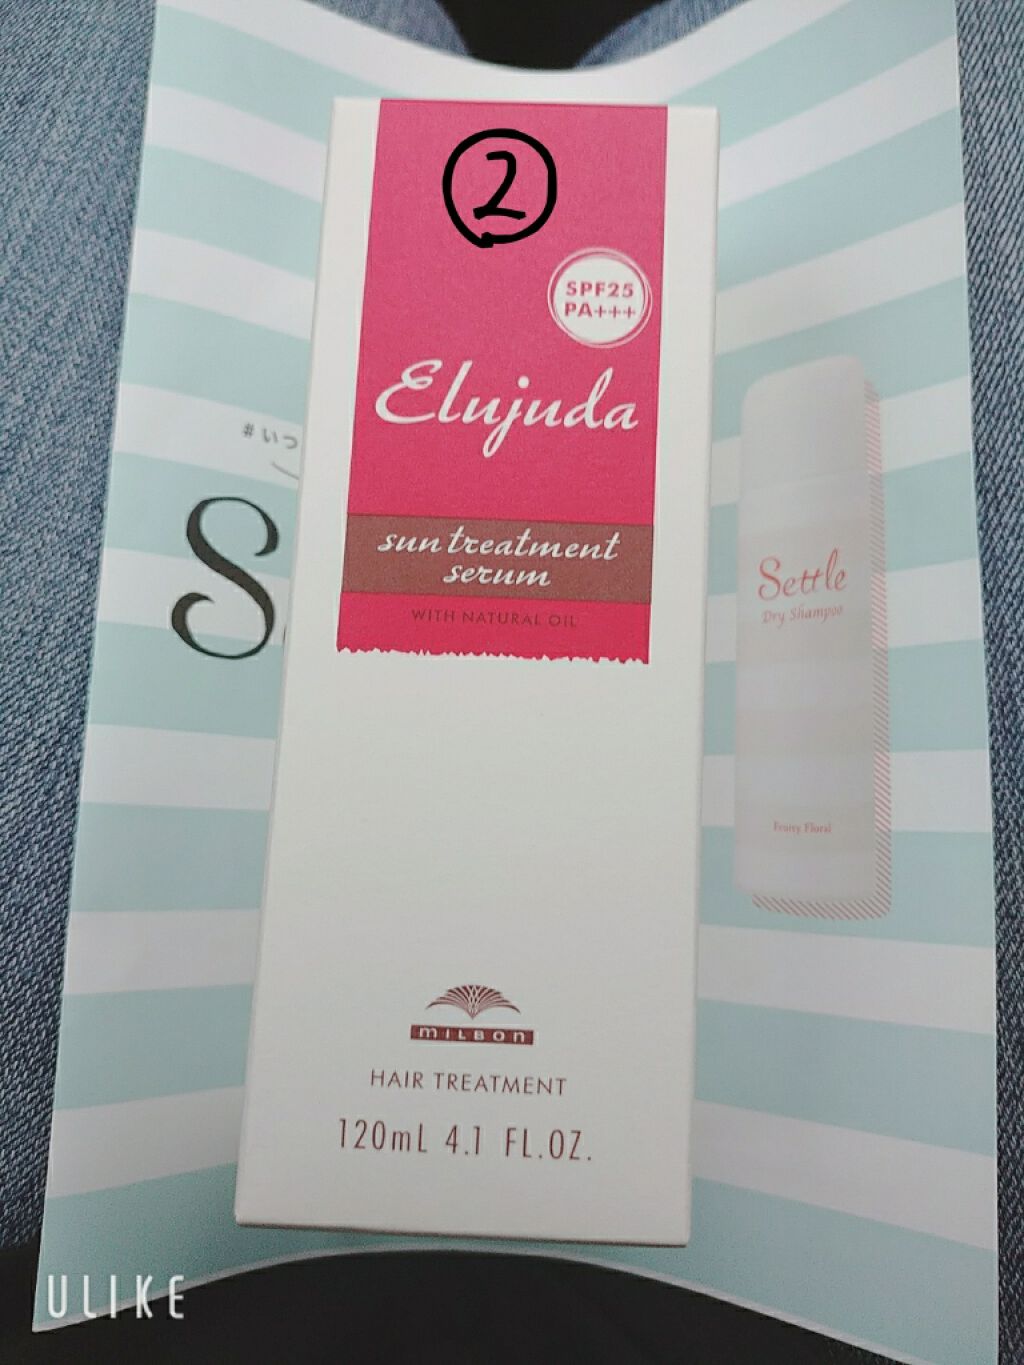 ②
SPF25
PA+++
Elujuda
sun treatment
serum
WITH NATURAL OIL
milbon
HAIR TREATMENT
120mL 4.1 FL.OZ.
#いつ
S
Settle
Dry Shampoo
Fruity Floral
ULIKE